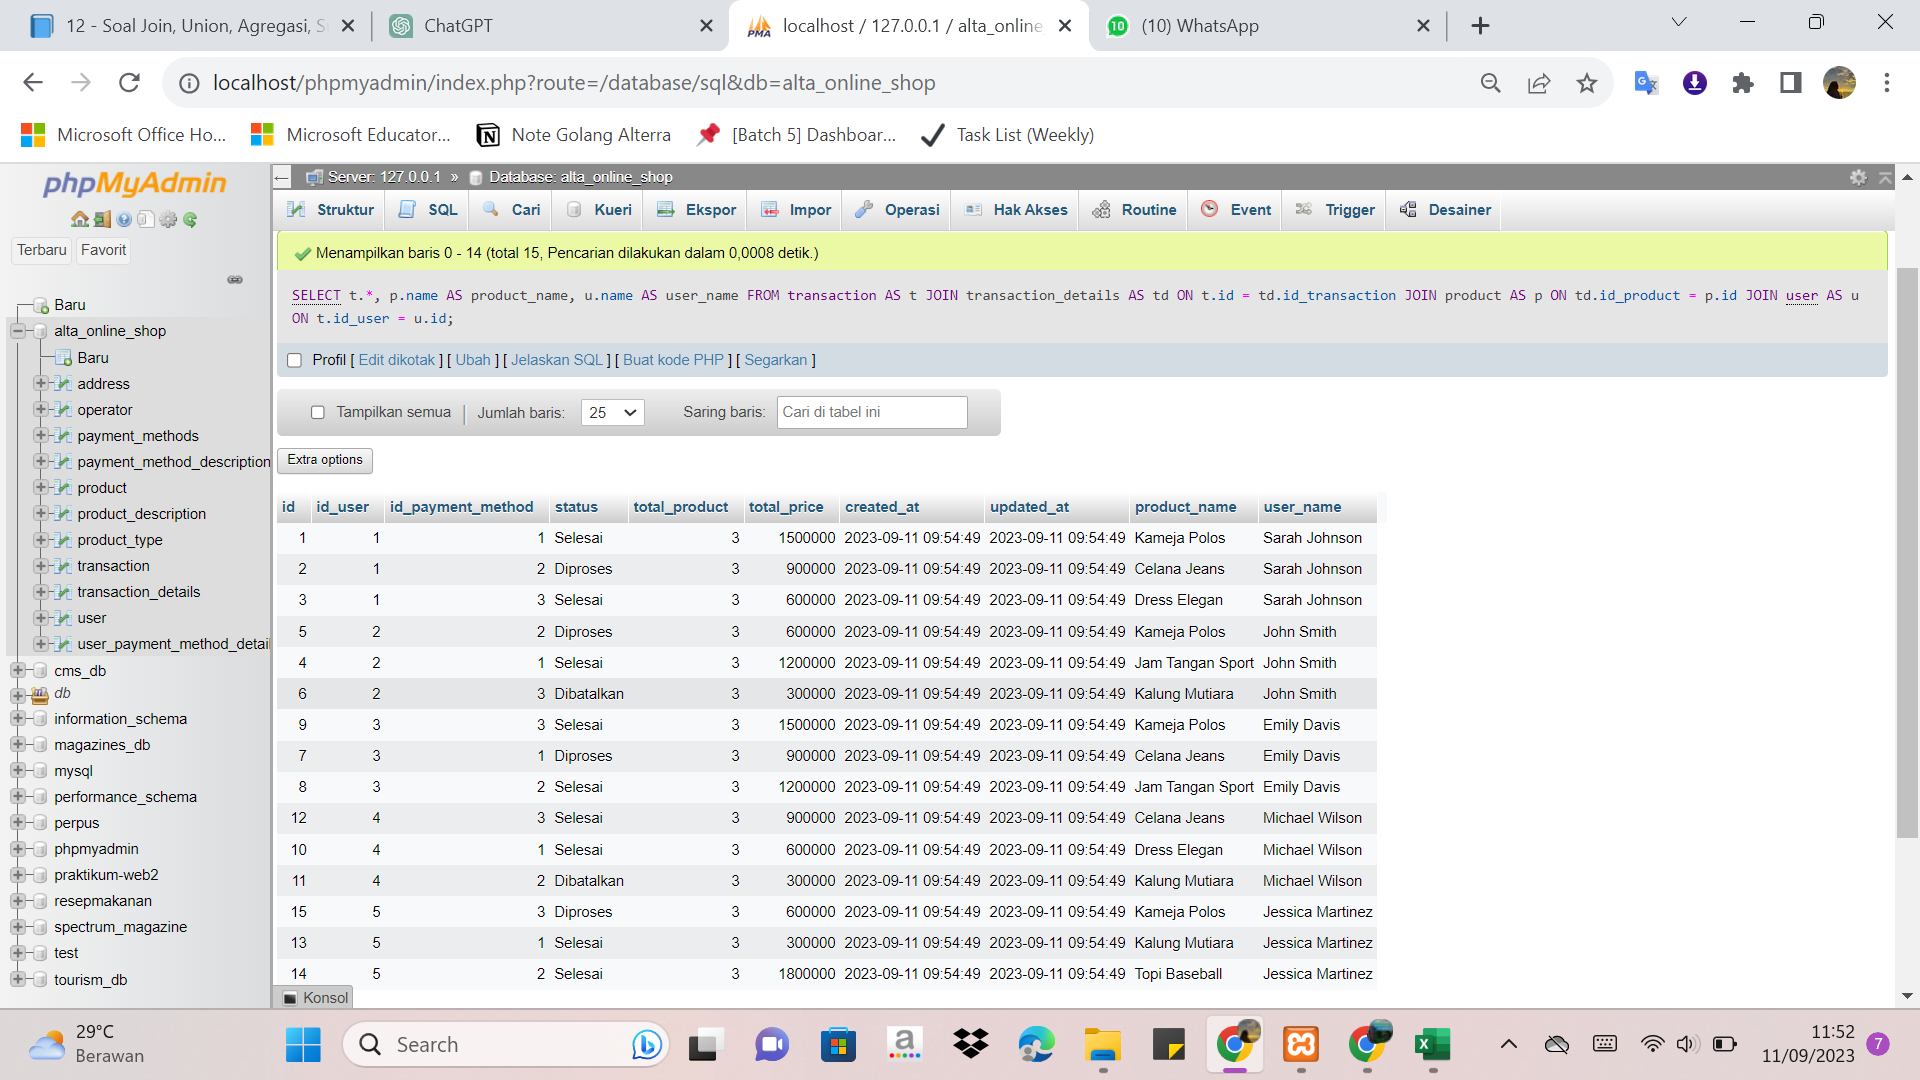 12 - Soal Join, Union, Agregasi, S
ChatGPT
localhost / 127.0.0.1 / alta_online_
(10) WhatsApp
localhost/phpmyadmin/index.php?route=/database/sql&db=alta_online_shop
Microsoft Office Ho...
Microsoft Educator...
Note Golang Alterra
[Batch 5] Dashboar...
Task List (Weekly)
phpMyAdmin
Terbaru Favorit
Baru
alta_online_shop
Baru
address
operator
payment_methods
payment_method_description
product
product_description
product_type
transaction
transaction_details
user
user_payment_method_detail
cms_db
db
information_schema
magazines_db
mysql
performance_schema
perpus
phpmyadmin
praktikum-web2
resepmakanan
spectrum_magazine
test
tourism_db
Server: 127.0.0.1 » Database: alta_online_shop
Struktur SQL Cari Kueri Ekspor Impor Operasi Hak Akses Routine Event Trigger Desainer
Menampilkan baris 0 - 14 (total 15, Pencarian dilakukan dalam 0,0008 detik.)
SELECT t.*, p.name AS product_name, u.name AS user_name FROM transaction AS t JOIN transaction_details AS td ON t.id = td.id_transaction JOIN product AS p ON td.id_product = p.id JOIN user AS u
ON t.id_user = u.id;
Profil [ Edit dikotak ] [ Ubah ] [ Jelaskan SQL ] [ Buat kode PHP ] [ Segarkan ]
Tampilkan semua | Jumlah baris: 25 Saring baris: Cari di tabel ini
Extra options
id id_user id_payment_method status total_product total_price created_at updated_at product_name user_name
1 1 1 Selesai 3 1500000 2023-09-11 09:54:49 2023-09-11 09:54:49 Kameja Polos Sarah Johnson
2 1 2 Diproses 3 900000 2023-09-11 09:54:49 2023-09-11 09:54:49 Celana Jeans Sarah Johnson
3 1 3 Selesai 3 600000 2023-09-11 09:54:49 2023-09-11 09:54:49 Dress Elegan Sarah Johnson
5 2 2 Diproses 3 600000 2023-09-11 09:54:49 2023-09-11 09:54:49 Kameja Polos John Smith
4 2 1 Selesai 3 1200000 2023-09-11 09:54:49 2023-09-11 09:54:49 Jam Tangan Sport John Smith
6 2 3 Dibatalkan 3 300000 2023-09-11 09:54:49 2023-09-11 09:54:49 Kalung Mutiara John Smith
9 3 3 Selesai 3 1500000 2023-09-11 09:54:49 2023-09-11 09:54:49 Kameja Polos Emily Davis
7 3 1 Diproses 3 900000 2023-09-11 09:54:49 2023-09-11 09:54:49 Celana Jeans Emily Davis
8 3 2 Selesai 3 1200000 2023-09-11 09:54:49 2023-09-11 09:54:49 Jam Tangan Sport Emily Davis
12 4 3 Selesai 3 900000 2023-09-11 09:54:49 2023-09-11 09:54:49 Celana Jeans Michael Wilson
10 4 1 Selesai 3 600000 2023-09-11 09:54:49 2023-09-11 09:54:49 Dress Elegan Michael Wilson
11 4 2 Dibatalkan 3 300000 2023-09-11 09:54:49 2023-09-11 09:54:49 Kalung Mutiara Michael Wilson
15 5 3 Diproses 3 600000 2023-09-11 09:54:49 2023-09-11 09:54:49 Kameja Polos Jessica Martinez
13 5 1 Selesai 3 300000 2023-09-11 09:54:49 2023-09-11 09:54:49 Kalung Mutiara Jessica Martinez
14 5 2 Selesai 3 1800000 2023-09-11 09:54:49 2023-09-11 09:54:49 Topi Baseball Jessica Martinez
Konsol
29°C
Berawan
Search
11:52
11/09/2023
7